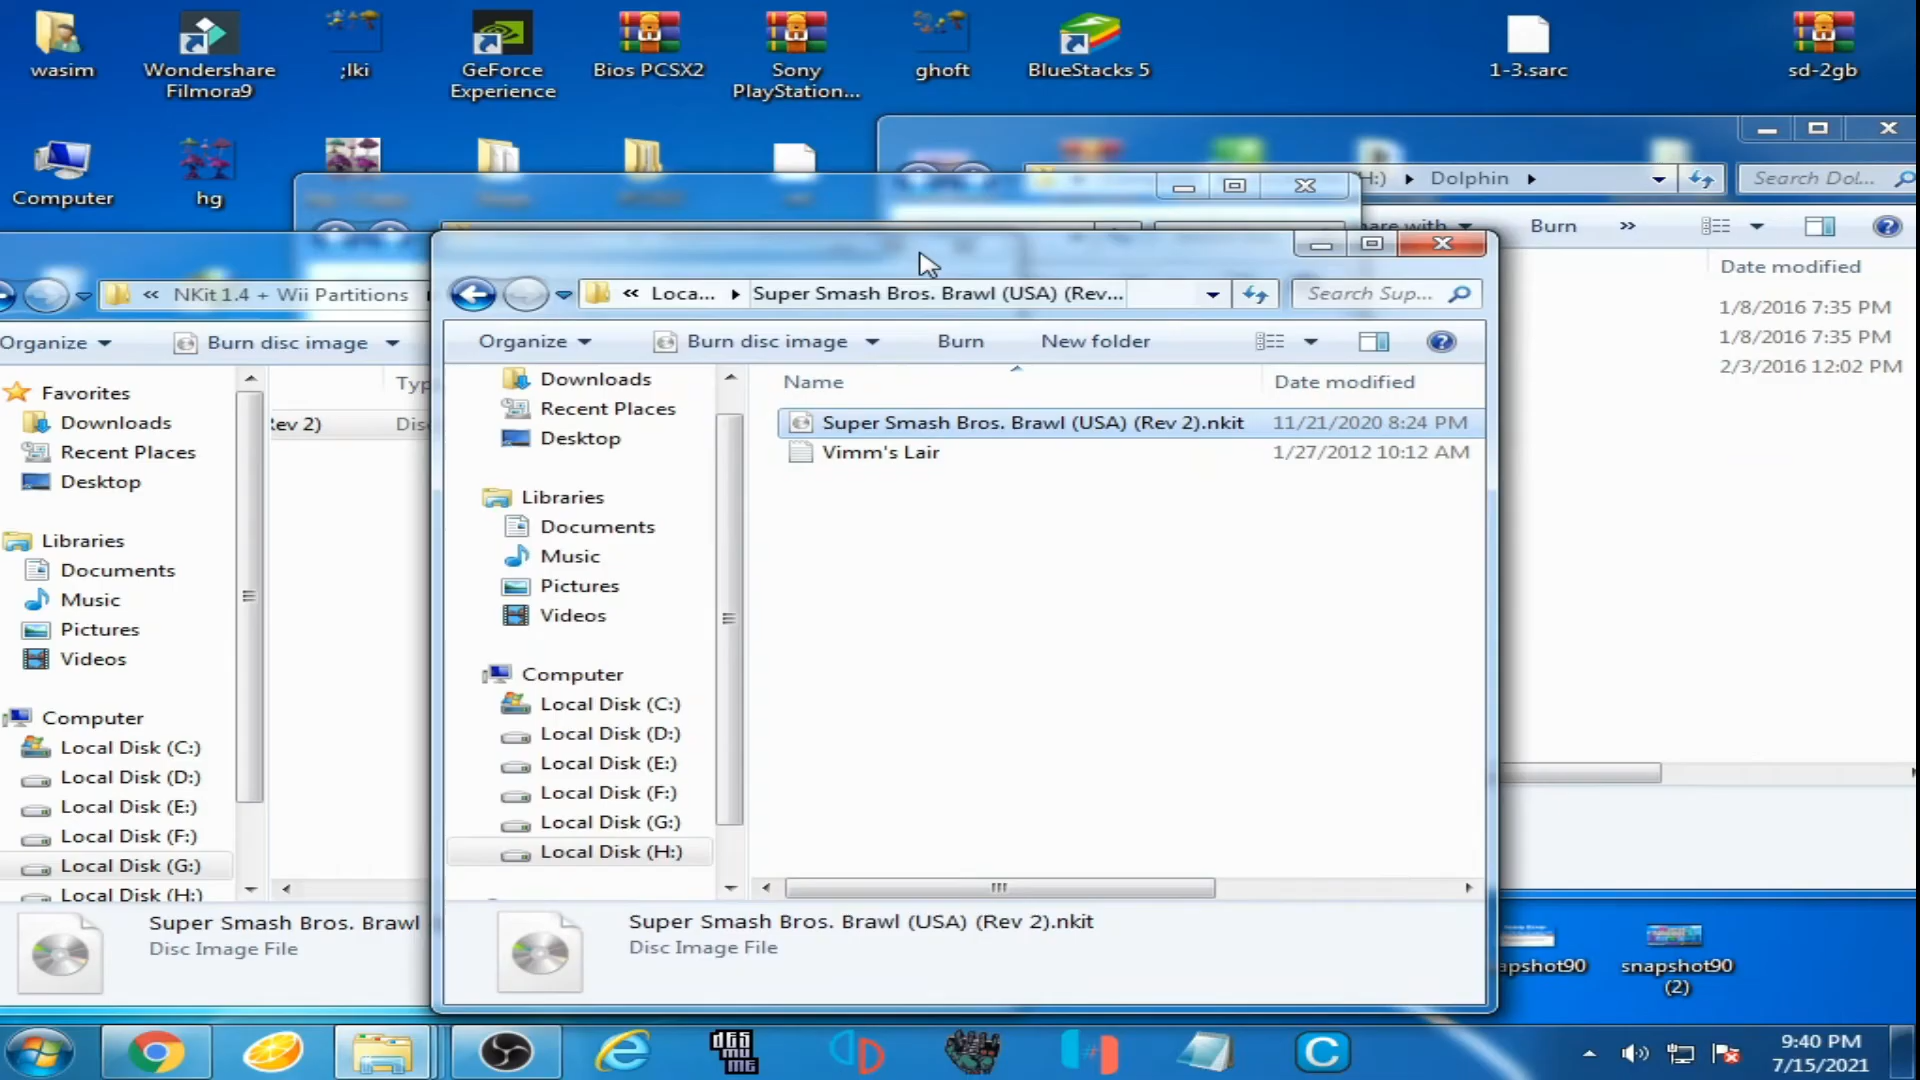 wasim
Wondershare
Filmora9
;lki
GeForce
Experience
Bios PCSX2
Sony
PlayStation...
ghoft
BlueStacks 5
1-3.sarc
sd-2gb
Computer
hg
H:)
Dolphin
Search Dol...
hare with
Burn
»
Date modified
1/8/2016 7:35 PM
1/8/2016 7:35 PM
2/3/2016 12:02 PM
« NKit 1.4 + Wii Partitions
Organize
Burn disc image
Favorites
Downloads
Recent Places
Desktop
Libraries
Documents
Music
Pictures
Videos
Computer
Local Disk (C:)
Local Disk (D:)
Local Disk (E:)
Local Disk (F:)
Local Disk (G:)
Local Disk (H:)
Rev 2)
Super Smash Bros. Brawl
Disc Image File
« Loca...
Super Smash Bros. Brawl (USA) (Rev...
Search Sup...
Organize
Burn disc image
Burn
New folder
Downloads
Recent Places
Desktop
Libraries
Documents
Music
Pictures
Videos
Computer
Local Disk (C:)
Local Disk (D:)
Local Disk (E:)
Local Disk (F:)
Local Disk (G:)
Local Disk (H:)
Name
Date modified
Super Smash Bros. Brawl (USA) (Rev 2).nkit
11/21/2020 8:24 PM
Vimm's Lair
1/27/2012 10:12 AM
Super Smash Bros. Brawl (USA) (Rev 2).nkit
Disc Image File
apshot90
snapshot90
(2)
9:40 PM
7/15/2021